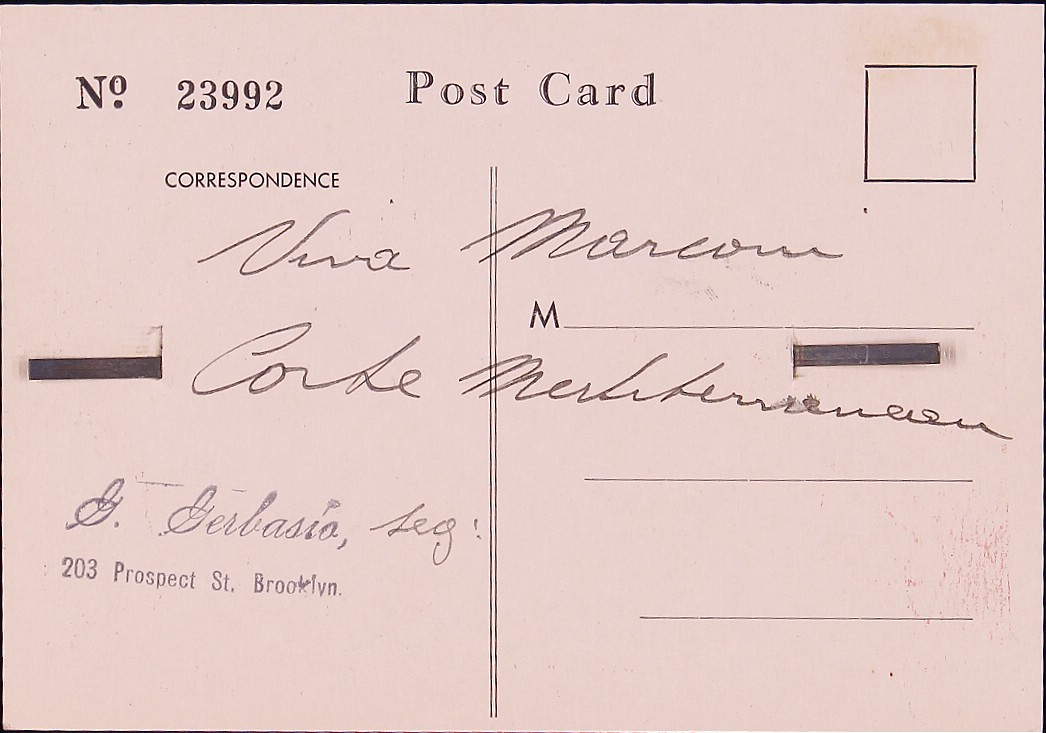 Nº 23992
Post Card
CORRESPONDENCE
Viva Marconi
M
Corte Mediterranean
G. Gerbasio, seg:
203 Prospect St. Brooklyn.